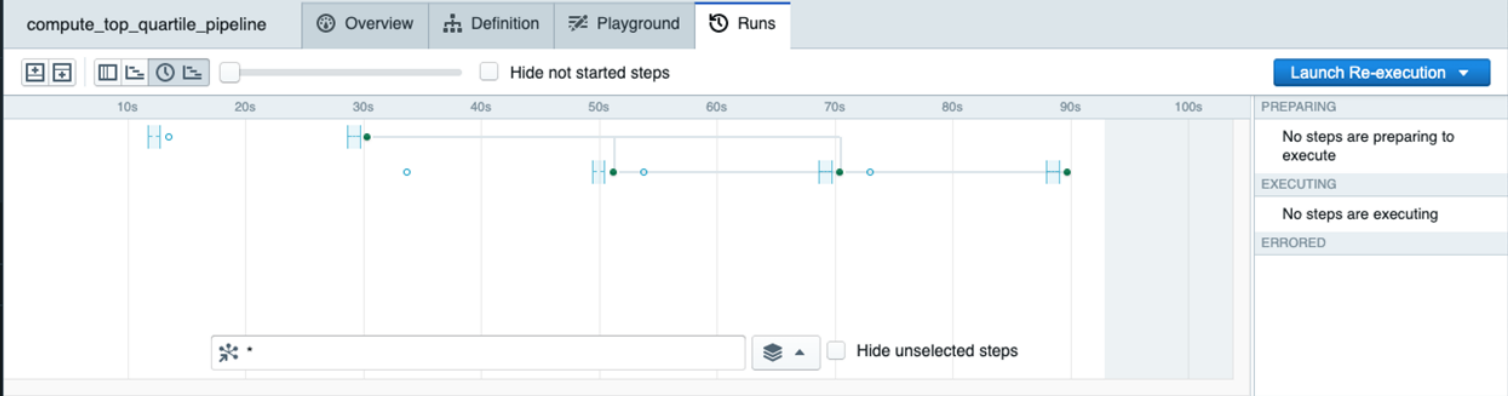 compute_top_quartile_pipeline Overview Definition Playground Runs
Hide not started steps Launch Re-execution
10s 20s 30s 40s 50s 60s 70s 80s 90s 100s
PREPARING
No steps are preparing to
execute
EXECUTING
No steps are executing
ERRORED
* Hide unselected steps